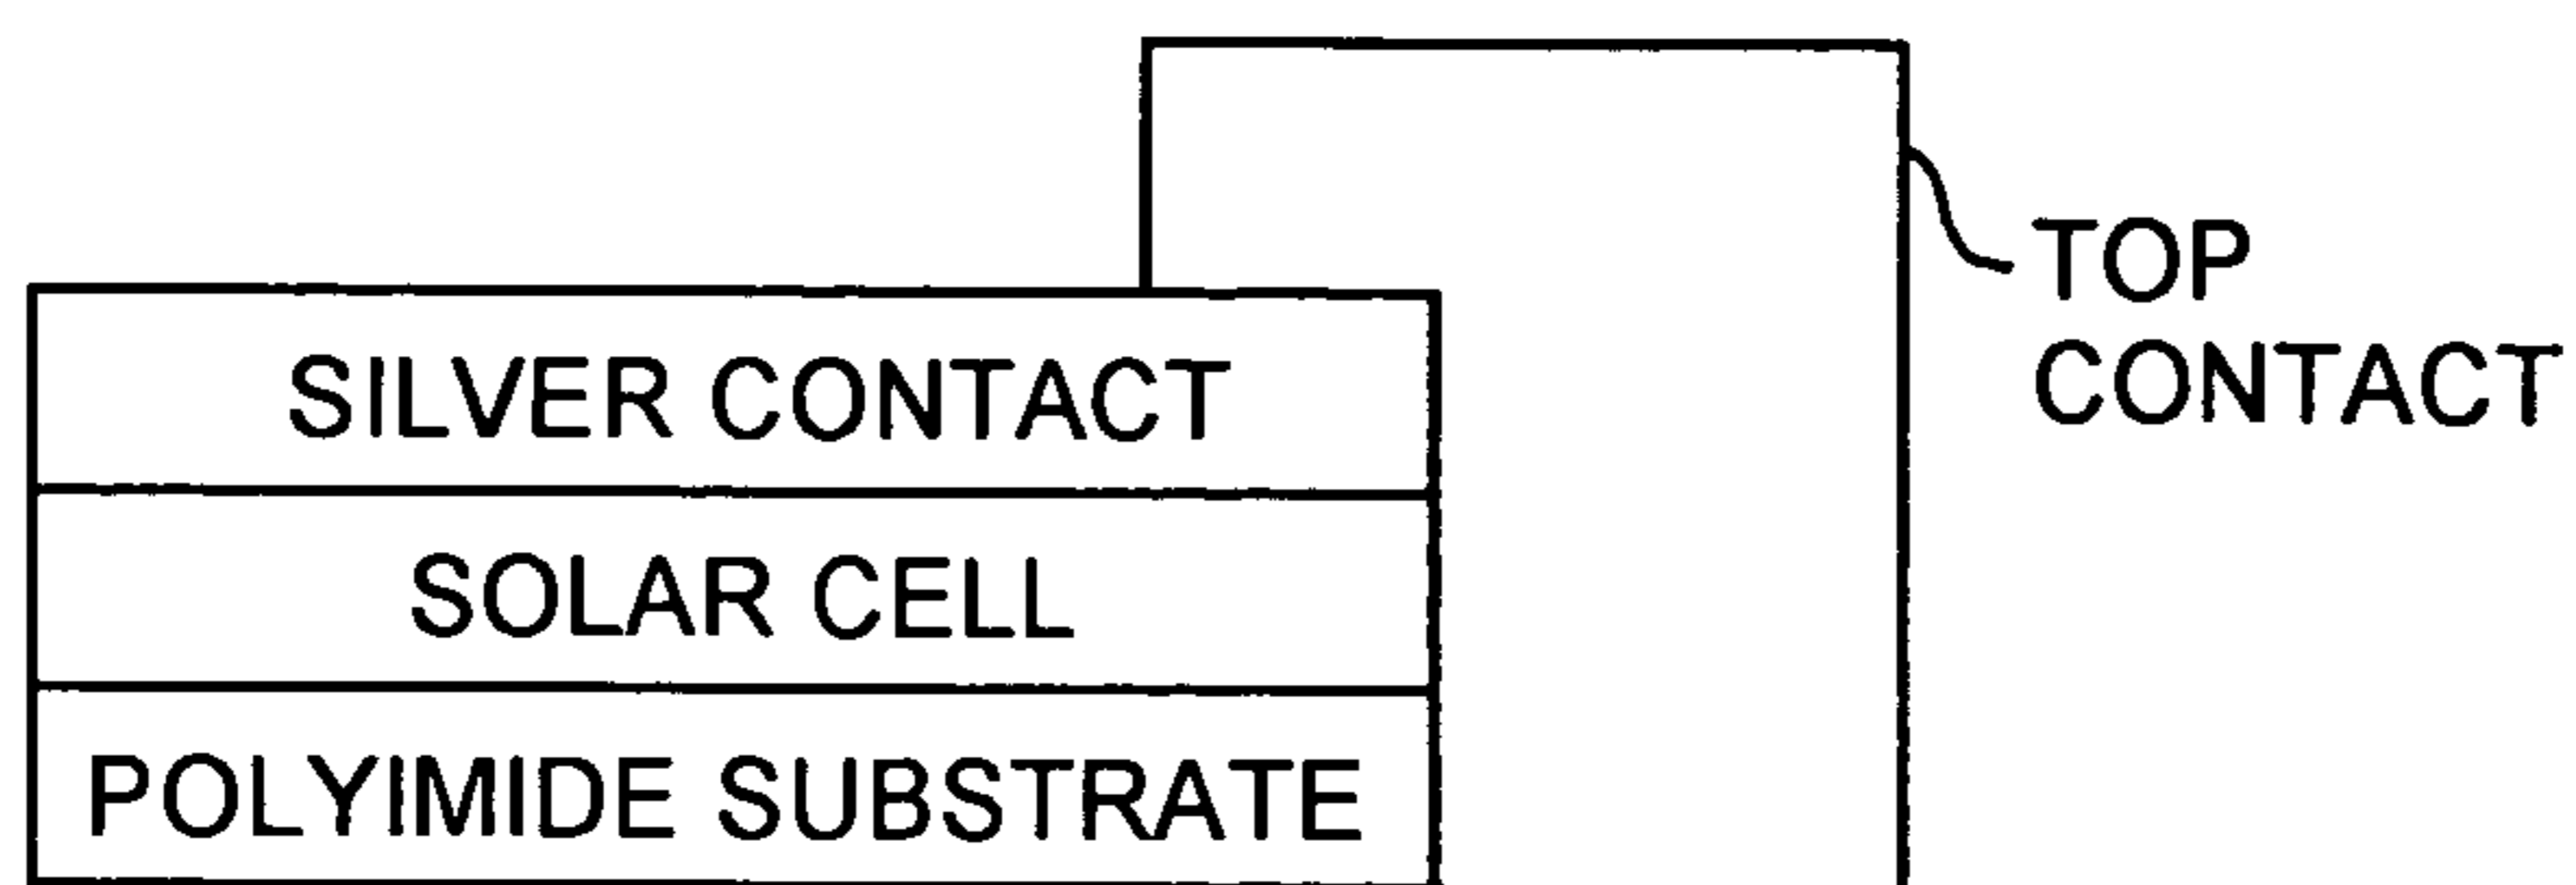 TOP
CONTACT
SILVER CONTACT
SOLAR CELL
POLYIMIDE SUBSTRATE